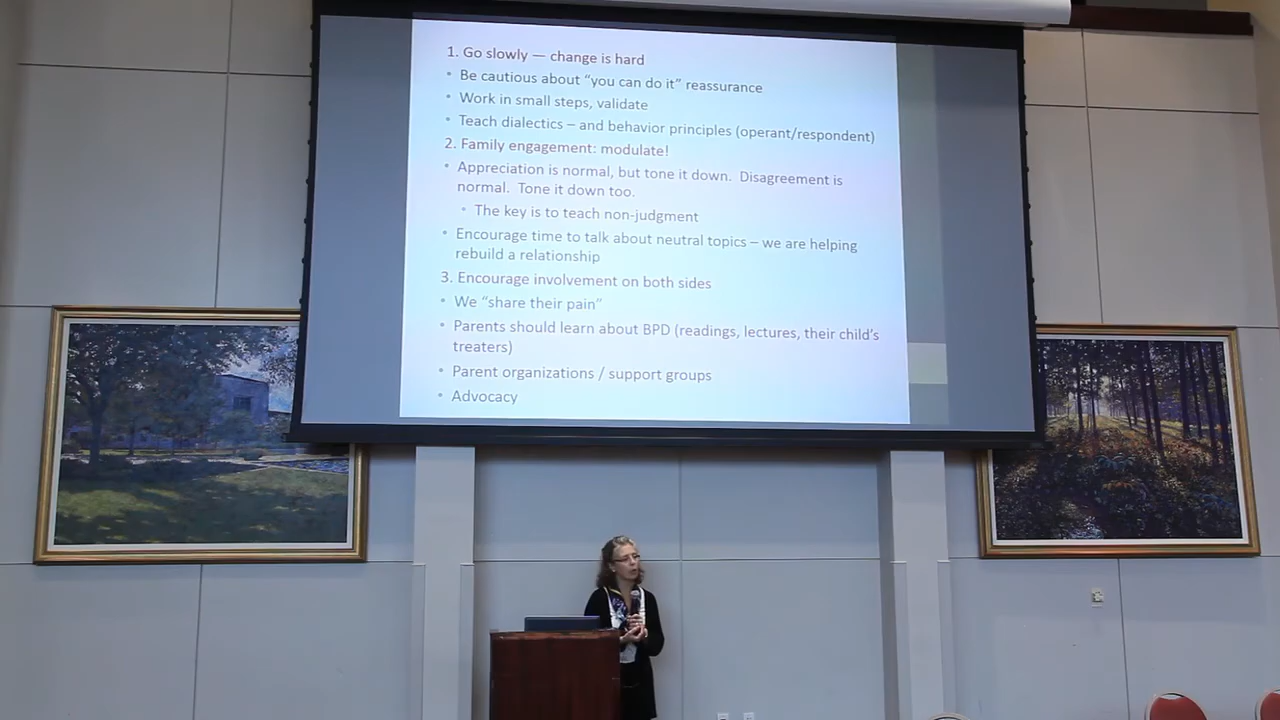 1. Go slowly — change is hard
• Be cautious about “you can do it” reassurance
• Work in small steps, validate
• Teach dialectics – and behavior principles (operant/respondent)
2. Family engagement: modulate!
• Appreciation is normal, but tone it down. Disagreement is
normal. Tone it down too.
• The key is to teach non-judgment
• Encourage time to talk about neutral topics – we are helping
rebuild a relationship
3. Encourage involvement on both sides
• We “share their pain”
• Parents should learn about BPD (readings, lectures, their child’s
treaters)
• Parent organizations / support groups
• Advocacy